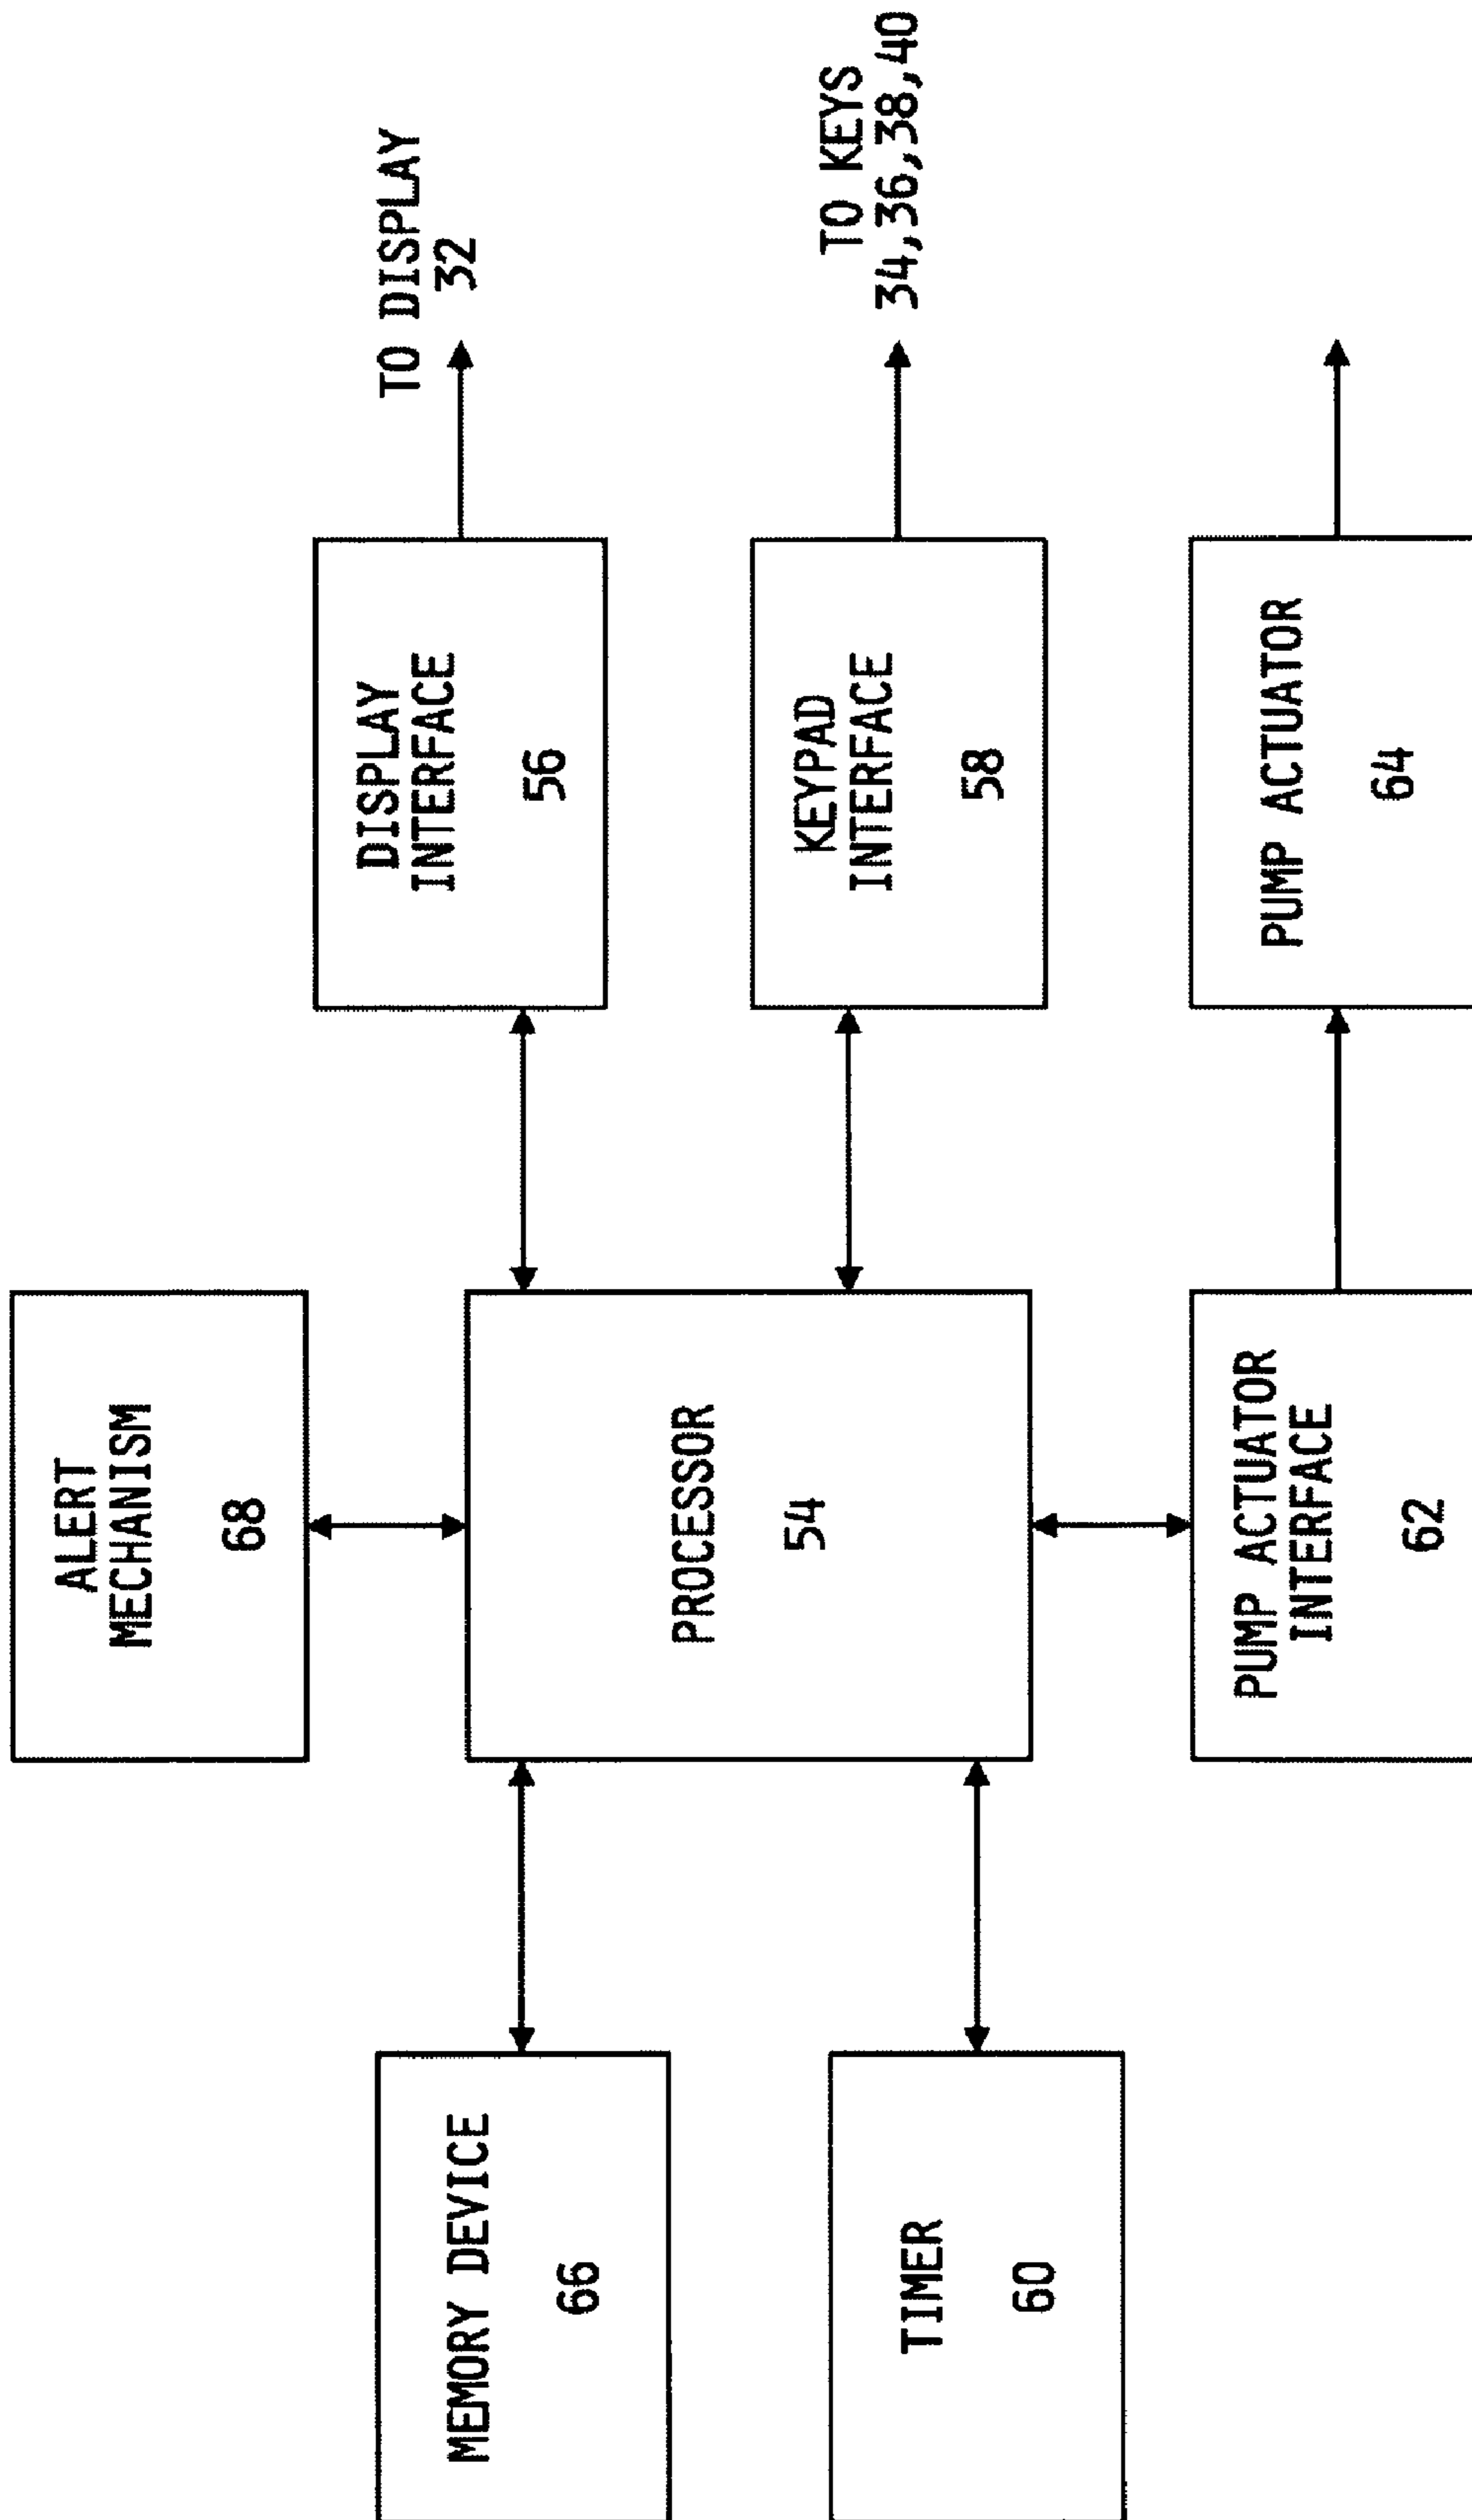 ALERT
MECHANISM
68
MEMORY DEVICE
66
PROCESSOR
54
DISPLAY
INTERFACE
56
TO DISPLAY
32
TIMER
60
KEYPAD
INTERFACE
58
TO KEYS
34,36,38,40
PUMP ACTUATOR
INTERFACE
62
PUMP ACTUATOR
64